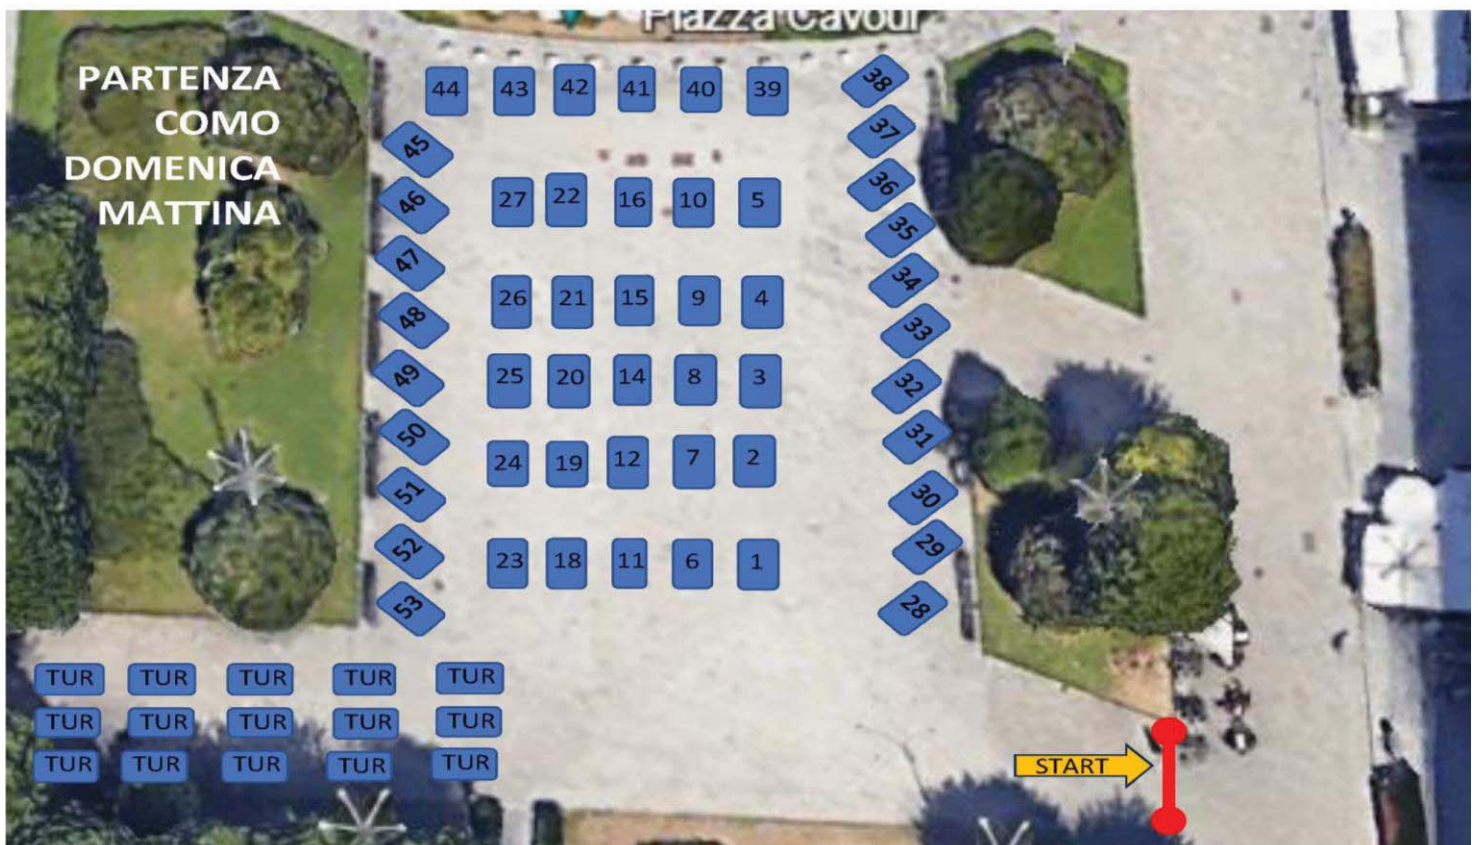 Piazza Cavour
PARTENZA
COMO
DOMENICA
MATTINA
44 43 42 41 40 39 38
45 37
46 27 22 16 10 5 36
35
47 26 21 15 9 4 34
48 33
49 25 20 14 8 3 32
50 24 19 12 7 2 31
51 30
52 23 18 11 6 1 29
53 28
TUR TUR TUR TUR TUR
TUR TUR TUR TUR TUR
TUR TUR TUR TUR TUR
START